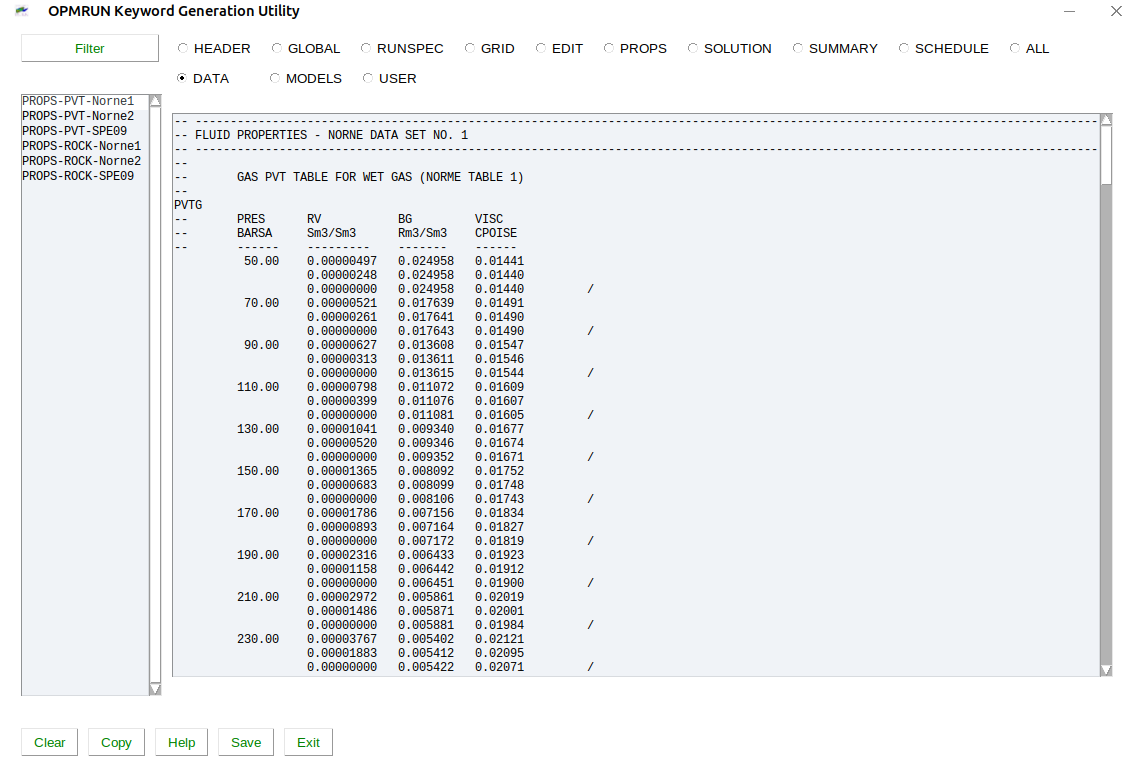 OPMRUN Keyword Generation Utility
Filter
HEADER GLOBAL RUNSPEC GRID EDIT PROPS SOLUTION SUMMARY SCHEDULE ALL
DATA MODELS USER
PROPS-PVT-Norne1
PROPS-PVT-Norne2
PROPS-PVT-SPE09
PROPS-ROCK-Norne1
PROPS-ROCK-Norne2
PROPS-ROCK-SPE09
-- ---------------------------------------------------------------------------------------------------------------------------------
-- FLUID PROPERTIES - NORNE DATA SET NO. 1
-- ---------------------------------------------------------------------------------------------------------------------------------
--
-- GAS PVT TABLE FOR WET GAS (NORME TABLE 1)
--
PVTG
-- PRES RV BG VISC
-- BARSA Sm3/Sm3 Rm3/Sm3 CPOISE
-- ------ --------- ------- ------
50.00 0.00000497 0.024958 0.01441
0.00000248 0.024958 0.01440
0.00000000 0.024958 0.01440 /
70.00 0.00000521 0.017639 0.01491
0.00000261 0.017641 0.01490
0.00000000 0.017643 0.01490 /
90.00 0.00000627 0.013608 0.01547
0.00000313 0.013611 0.01546
0.00000000 0.013615 0.01544 /
110.00 0.00000798 0.011072 0.01609
0.00000399 0.011076 0.01607
0.00000000 0.011081 0.01605 /
130.00 0.00001041 0.009340 0.01677
0.00000520 0.009346 0.01674
0.00000000 0.009352 0.01671 /
150.00 0.00001365 0.008092 0.01752
0.00000683 0.008099 0.01748
0.00000000 0.008106 0.01743 /
170.00 0.00001786 0.007156 0.01834
0.00000893 0.007164 0.01827
0.00000000 0.007172 0.01819 /
190.00 0.00002316 0.006433 0.01923
0.00001158 0.006442 0.01912
0.00000000 0.006451 0.01900 /
210.00 0.00002972 0.005861 0.02019
0.00001486 0.005871 0.02001
0.00000000 0.005881 0.01984 /
230.00 0.00003767 0.005402 0.02121
0.00001883 0.005412 0.02095
0.00000000 0.005422 0.02071 /
Clear Copy Help Save Exit